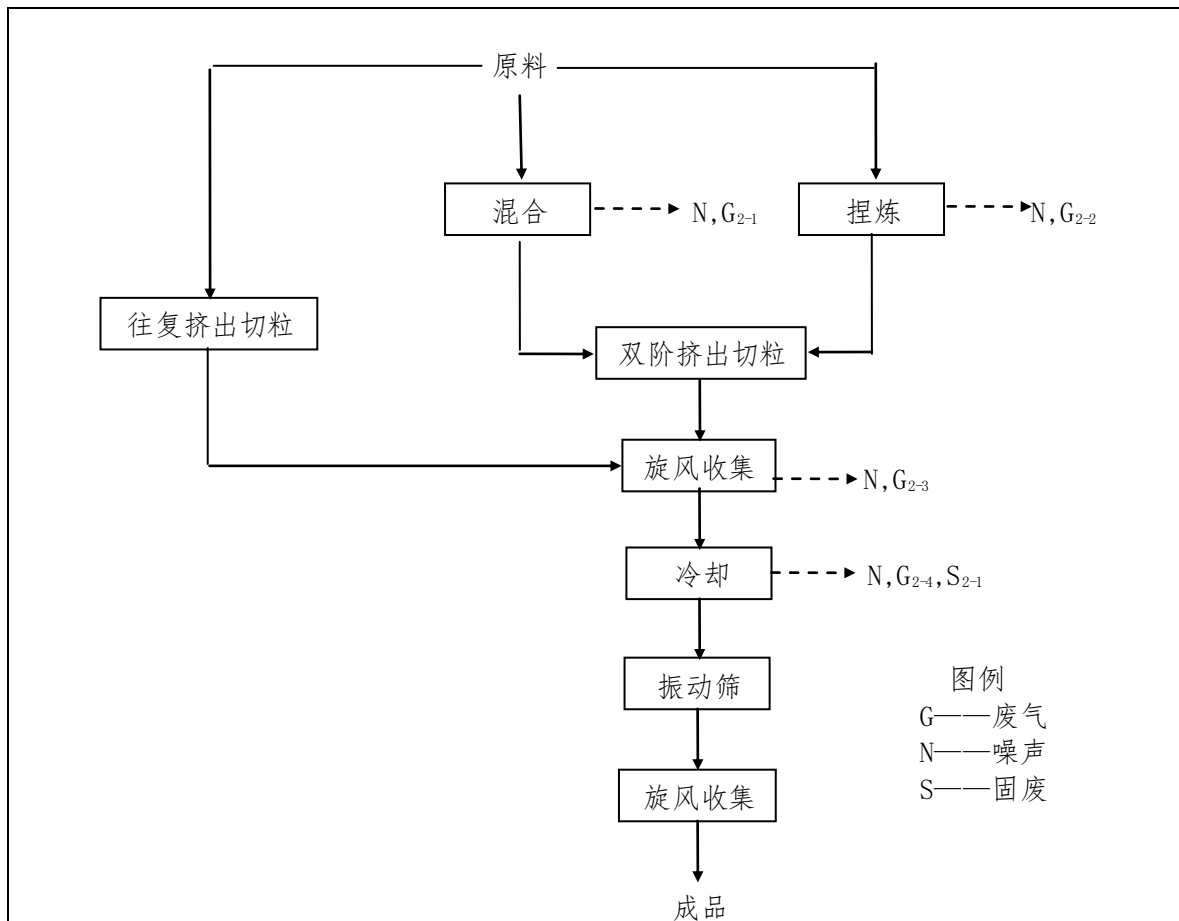 原料
混合
N,G2-1
捏炼
N,G2-2
往复挤出切粒
双阶挤出切粒
旋风收集
N,G2-3
冷却
N,G2-4,S2-1
振动筛
旋风收集
成品
图例
G——废气
N——噪声
S——固废